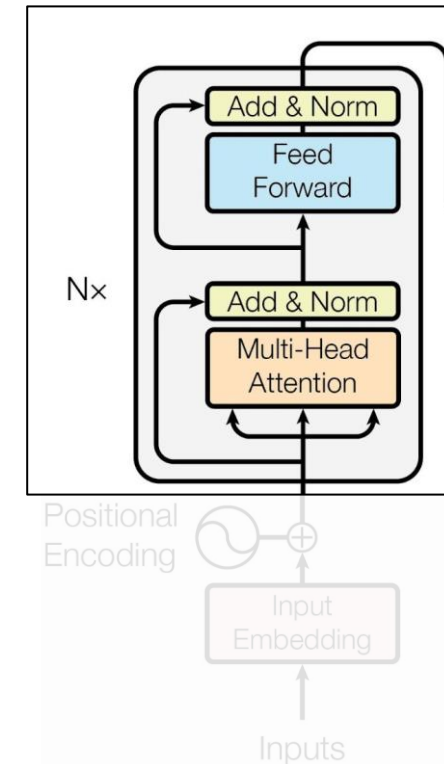 Add & Norm
Feed
Forward
N×
Add & Norm
Multi-Head
Attention
Positional
Encoding
Input
Embedding
Inputs